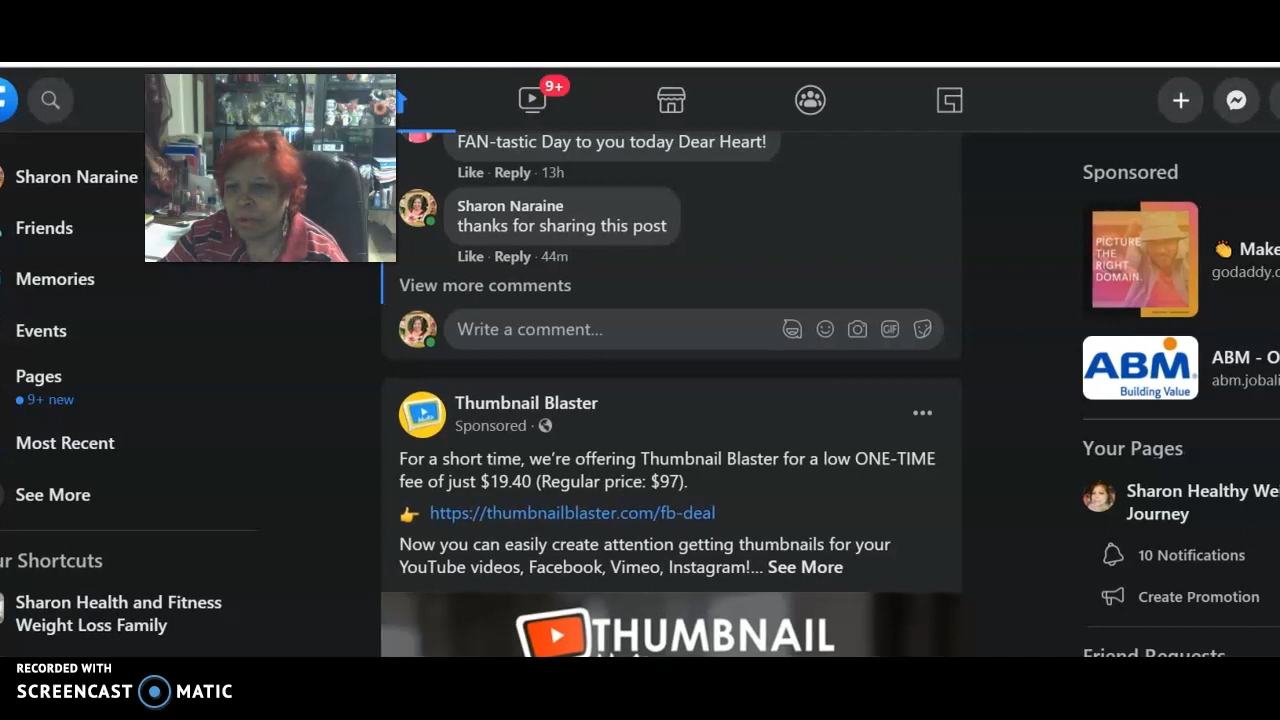 9+
FAN-tastic Day to you today Dear Heart!
Like · Reply · 13h
Sharon Naraine
thanks for sharing this post
Like · Reply · 44m
View more comments
Write a comment...
GIF
Sharon Naraine
Friends
Memories
Events
Pages
9+ new
Most Recent
See More
ur Shortcuts
Sharon Health and Fitness
Weight Loss Family
Thumbnail Blaster
Sponsored ·
For a short time, we're offering Thumbnail Blaster for a low ONE-TIME
fee of just $19.40 (Regular price: $97).
https://thumbnailblaster.com/fb-deal
Now you can easily create attention getting thumbnails for your
YouTube videos, Facebook, Vimeo, Instagram!... See More
THUMBNAIL
Sponsored
PICTURE
THE
RIGHT
DOMAIN.
Make
godaddy.c
ABM
Building Value
ABM - O
abm.jobali
Your Pages
Sharon Healthy We
Journey
10 Notifications
Create Promotion
Friend Requests
RECORDED WITH
SCREENCAST MATIC